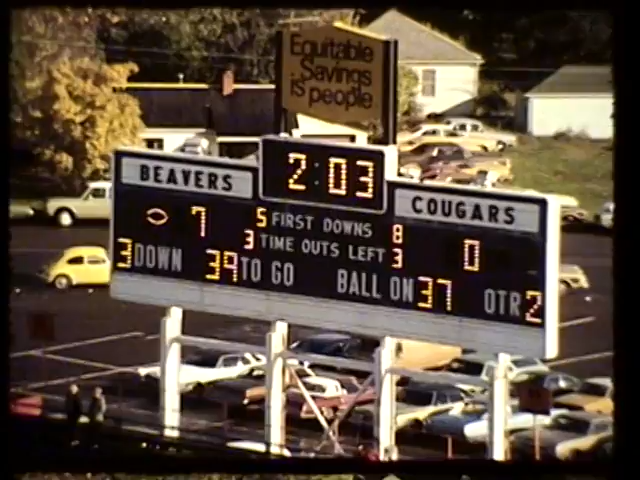 Equitable
Savings
is people
2:03
BEAVERS
COUGARS
7 5 FIRST DOWNS 8 0
3 TIME OUTS LEFT 3
3 DOWN 39 TO GO BALL ON 37 QTR 2